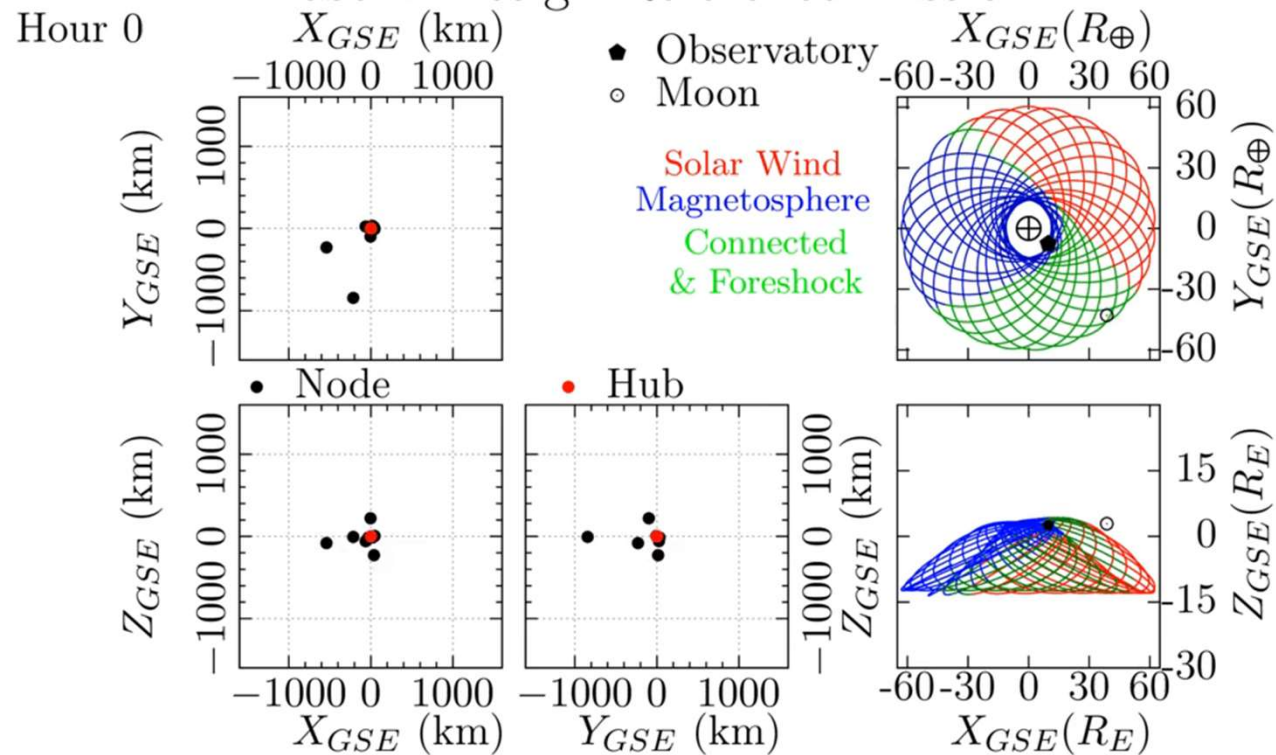 Hour 0
X_GSE (km)
−1000 0 1000
Observatory
Moon
X_GSE(R⊕)
-60 -30 0 30 60
Y_GSE (km)
1000
0
−1000
Solar Wind
Magnetosphere
Connected
& Foreshock
60
30
0
-30
-60
Y_GSE(R⊕)
Node
Hub
Z_GSE (km)
1000
0
−1000
1000
0
−1000
Z_GSE (km)
15
0
-15
-30
Z_GSE(R_E)
−1000 0 1000
X_GSE (km)
−1000 0 1000
Y_GSE (km)
-60 -30 0 30 60
X_GSE(R_E)